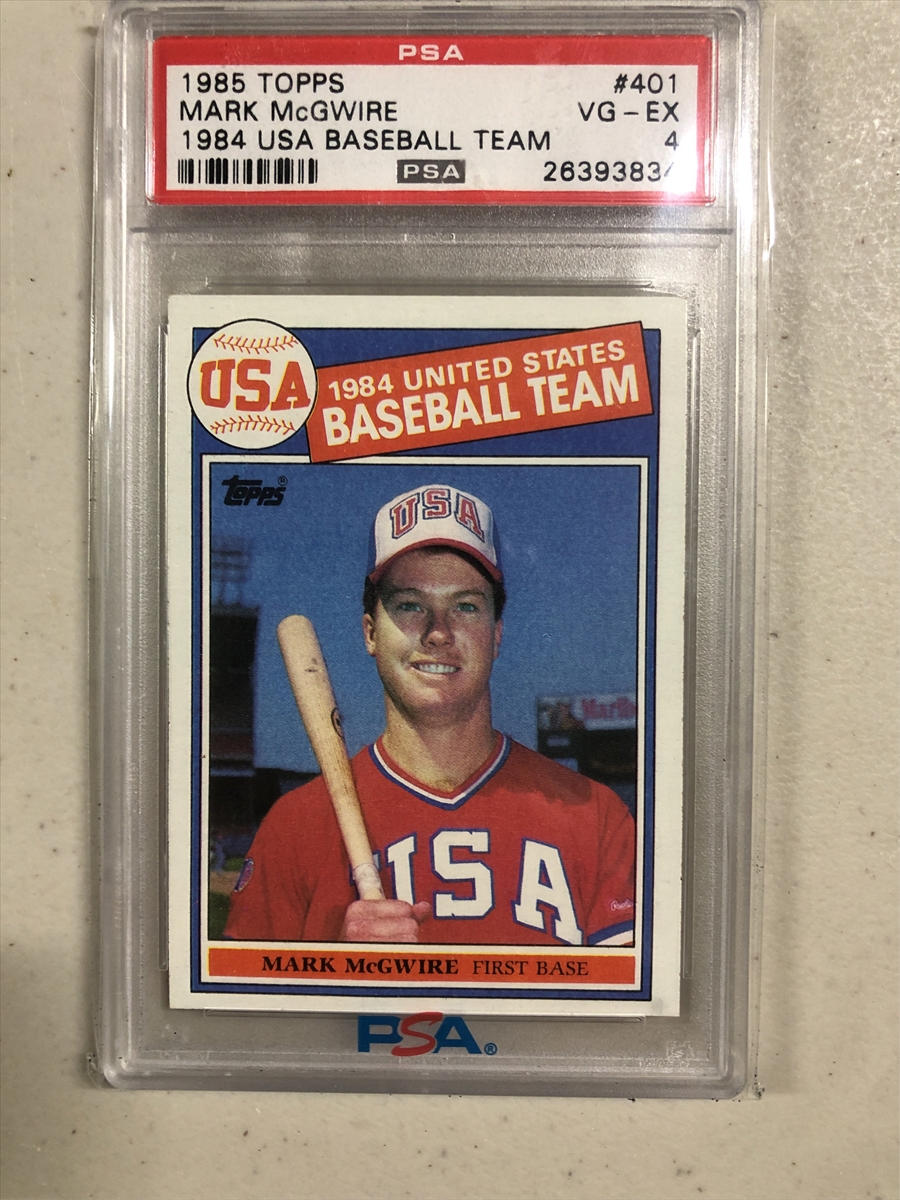 PSA
1985 TOPPS #401
MARK McGWIRE VG-EX
1984 USA BASEBALL TEAM 4
PSA 26393834
USA
1984 UNITED STATES
BASEBALL TEAM
Topps®
USA
USA
MARK McGWIRE FIRST BASE
PSA®